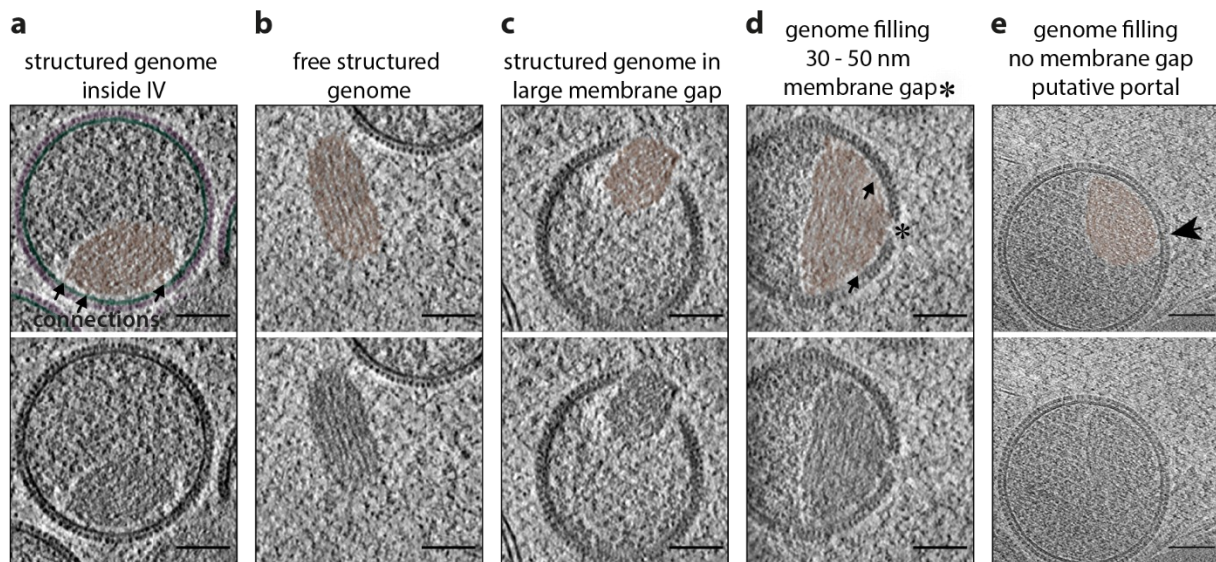 a
structured genome
inside IV
b
free structured
genome
c
structured genome in
large membrane gap
d
genome filling
30 - 50 nm
membrane gap*
e
genome filling
no membrane gap
putative portal
connections
*